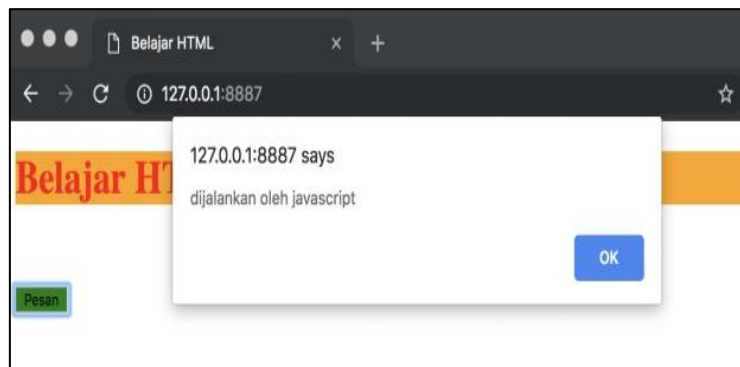 Belajar HTML
127.0.0.1:8887
127.0.0.1:8887 says
dijalankan oleh javascript
OK
Belajar HT
Pesan